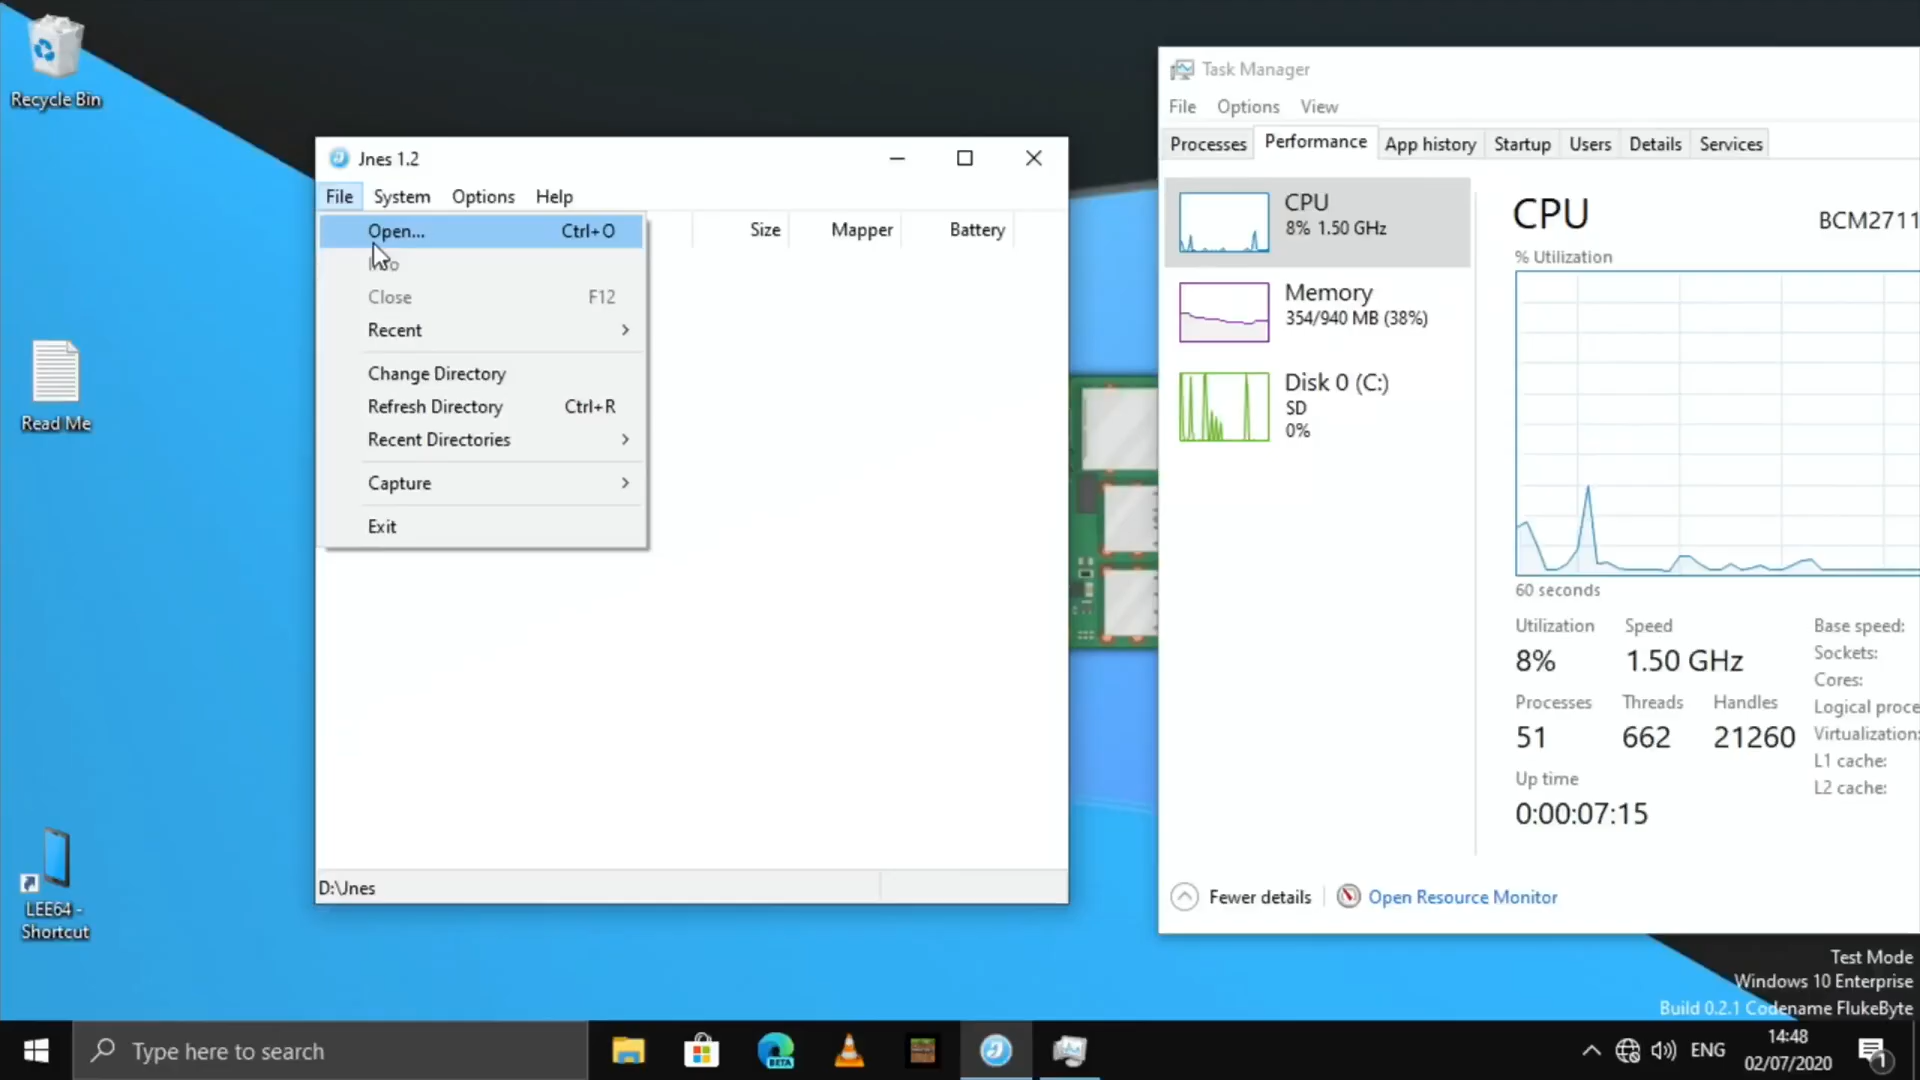 Recycle Bin
Read Me
LEE64 -
Shortcut
Jnes 1.2
File System Options Help
Size Mapper Battery
Open... Ctrl+O
Close F12
Recent
Change Directory
Refresh Directory Ctrl+R
Recent Directories
Capture
Exit
D:\Jnes
Task Manager
File Options View
Processes Performance App history Startup Users Details Services
CPU
8% 1.50 GHz
Memory
354/940 MB (38%)
Disk 0 (C:)
SD
0%
CPU BCM2711
% Utilization
60 seconds
Utilization Speed
8% 1.50 GHz
Processes Threads Handles
51 662 21260
Up time
0:00:07:15
Base speed:
Sockets:
Cores:
Logical proce
Virtualization:
L1 cache:
L2 cache:
Fewer details Open Resource Monitor
Test Mode
Windows 10 Enterprise
Build 0.2.1 Codename FlukeByte
Type here to search
BETA
ENG
14:48
02/07/2020
1